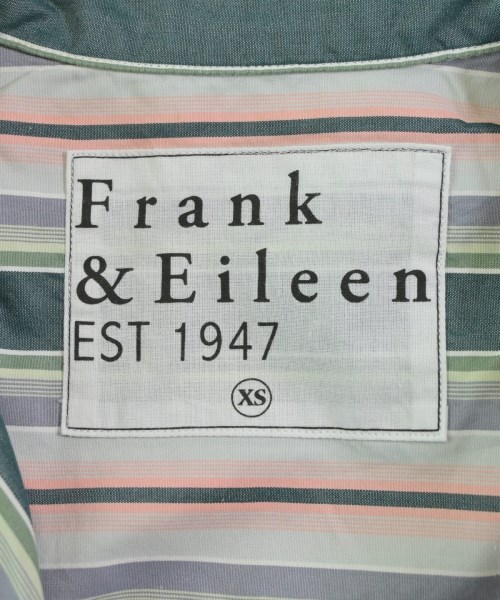 Frank
& Eileen
EST 1947
XS